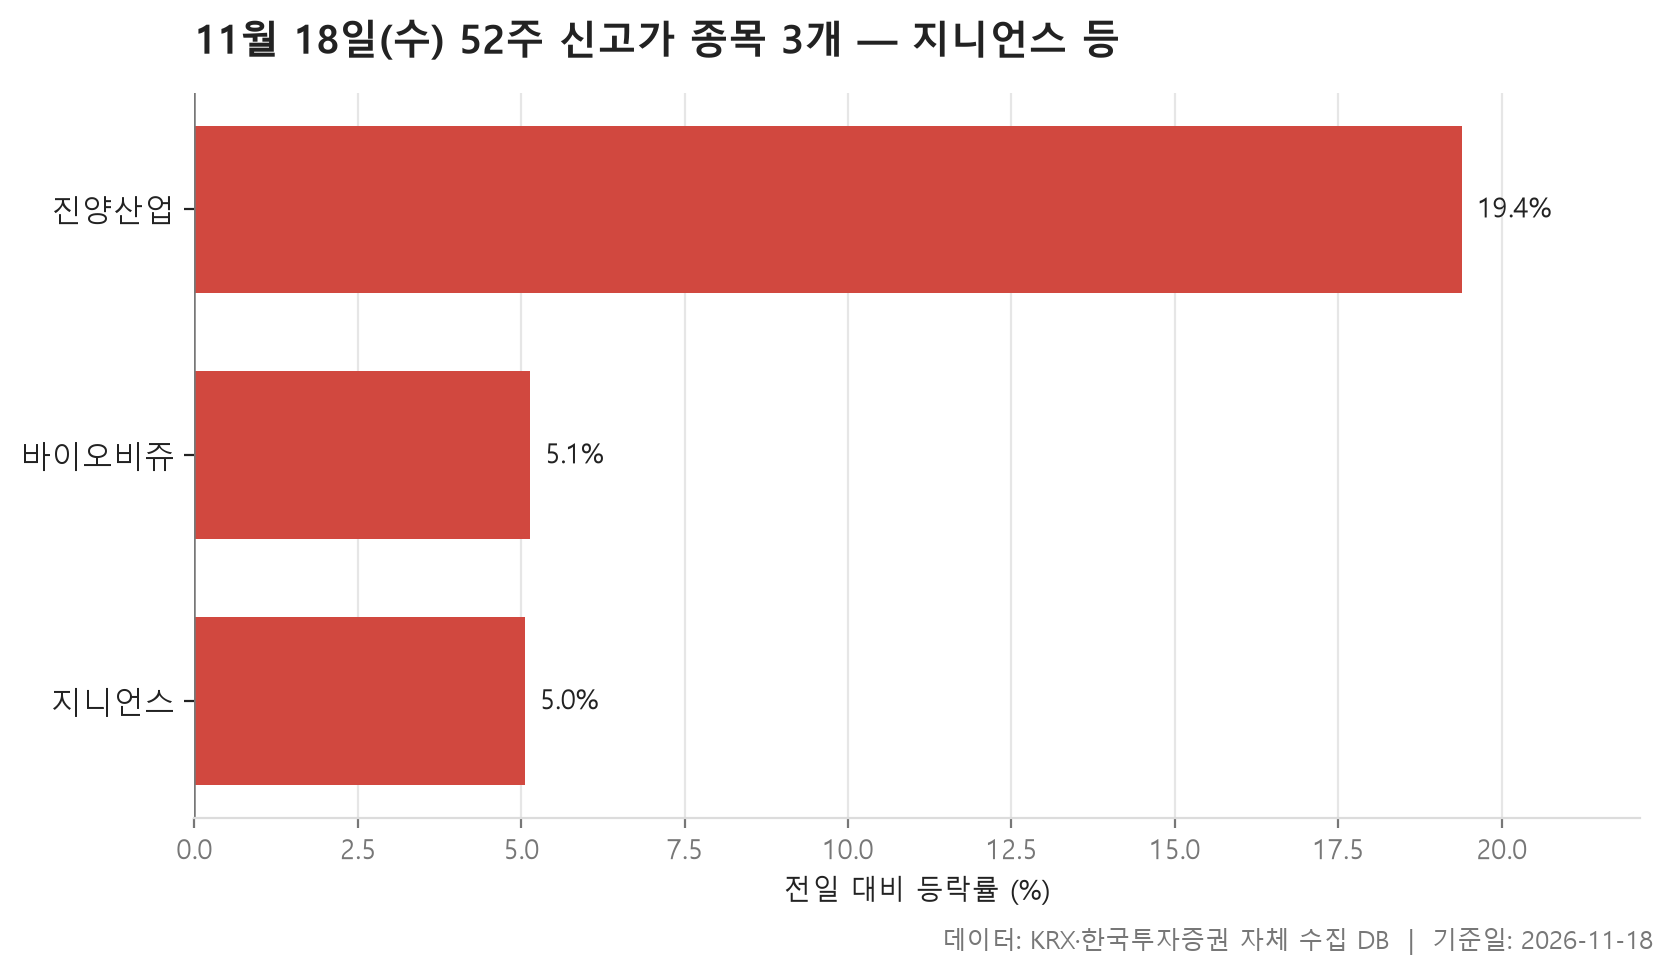 11월 18일(수) 52주 신고가 종목 3개 — 지니언스 등
진양산업
19.4%
바이오비쥬
5.1%
지니언스
5.0%
0.0 2.5 5.0 7.5 10.0 12.5 15.0 17.5 20.0
전일 대비 등락률 (%)
데이터: KRX·한국투자증권 자체 수집 DB | 기준일: 2026-11-18